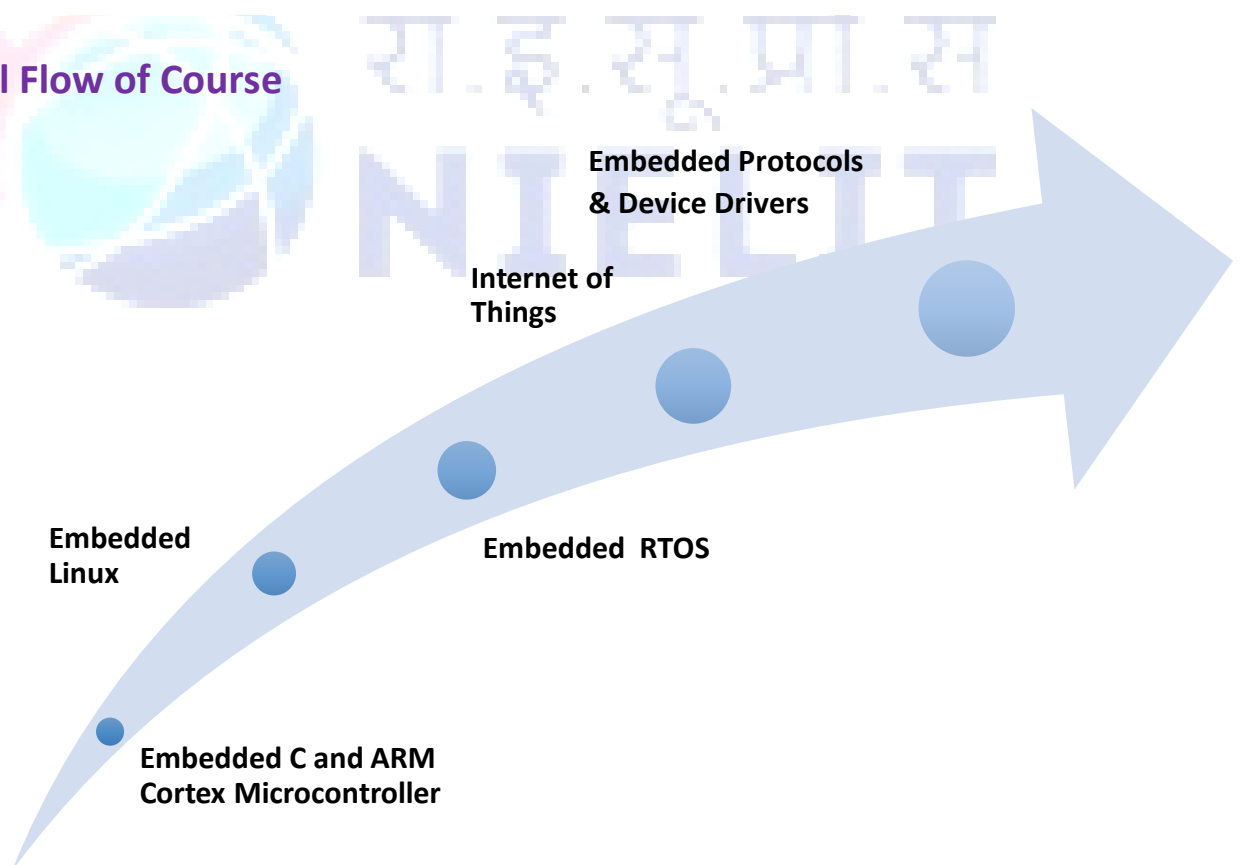 l Flow of Course
रा.इ.सू.प्रा.सं
NIELIT
Embedded Protocols
& Device Drivers
Internet of
Things
Embedded
Linux
Embedded RTOS
Embedded C and ARM
Cortex Microcontroller